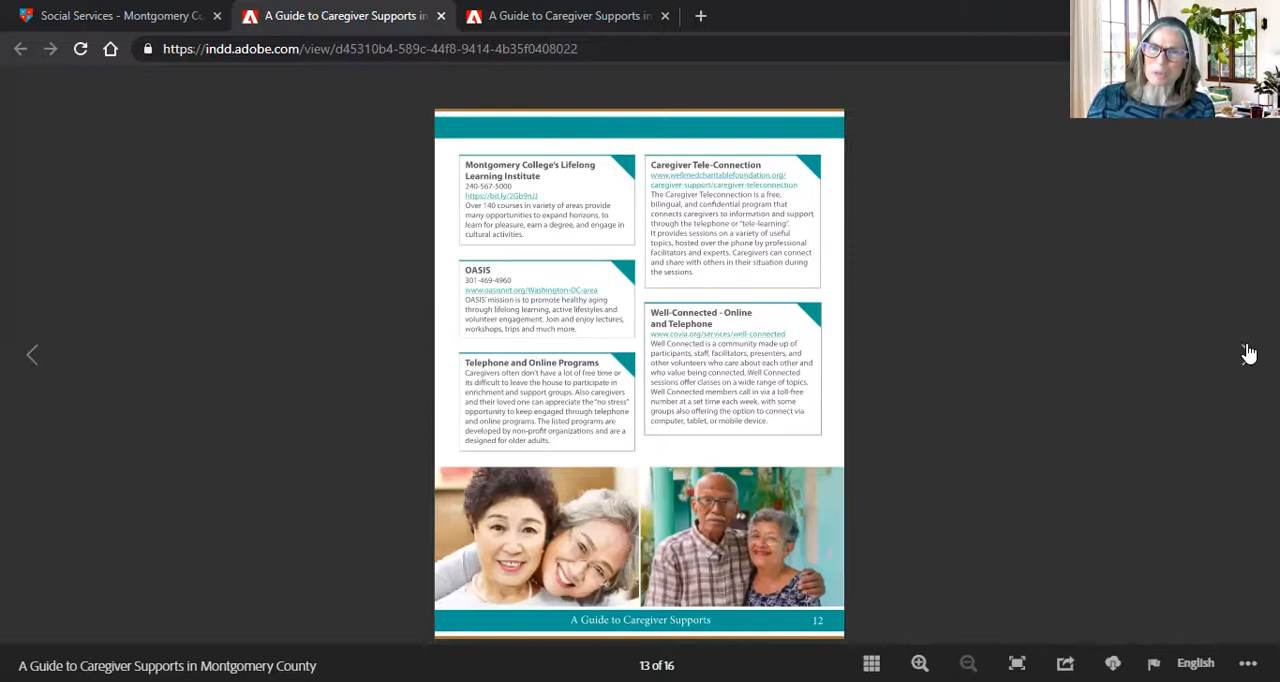 Social Services - Montgomery Co
A Guide to Caregiver Supports in
A Guide to Caregiver Supports in
https://indd.adobe.com/view/d45310b4-589c-44f8-9414-4b35f0408022
Montgomery College's Lifelong
Learning Institute
240-567-5000
https://bit.ly/2Gb9nJJ
Over 140 courses in variety of areas provide
many opportunities to expand horizons, to
learn for pleasure, earn a degree, and engage in
cultural activities.
OASIS
301-469-4960
www.oasisnet.org/Washington-DC-area
OASIS' mission is to promote healthy aging
through lifelong learning, active lifestyles and
volunteer engagement. Join and enjoy lectures,
workshops, trips and much more.
Telephone and Online Programs
Caregivers often don't have a lot of free time or
its difficult to leave the house to participate in
enrichment and support groups. Also caregivers
and their loved one can appreciate the "no stress"
opportunity to keep engaged through telephone
and online programs. The listed programs are
developed by non-profit organizations and are a
designed for older adults.
Caregiver Tele-Connection
www.wellmedcharitablefoundation.org/
caregiver-support/caregiver-teleconnection
The Caregiver Teleconnection is a free,
bilingual, and confidential program that
connects caregivers to information and support
through the telephone or "tele-learning".
It provides sessions on a variety of useful
topics, hosted over the phone by professional
facilitators and experts. Caregivers can connect
and share with others in their situation during
the sessions.
Well-Connected - Online
and Telephone
www.covia.org/services/well-connected
Well Connected is a community made up of
participants, staff, facilitators, presenters, and
other volunteers who care about each other and
who value being connected. Well Connected
sessions offer classes on a wide range of topics.
Well Connected members call in via a toll-free
number at a set time each week, with some
groups also offering the option to connect via
computer, tablet, or mobile device.
A Guide to Caregiver Supports 12
A Guide to Caregiver Supports in Montgomery County
13 of 16
English